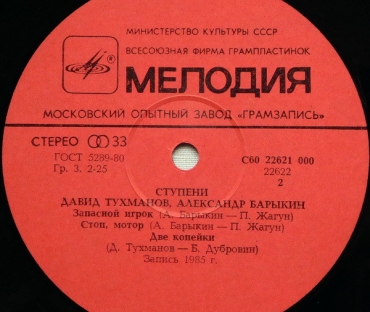 МИНИСТЕРСТВО КУЛЬТУРЫ СССР
ВСЕСОЮЗНАЯ ФИРМА ГРАМПЛАСТИНОК
МЕЛОДИЯ
МОСКОВСКИЙ ОПЫТНЫЙ ЗАВОД «ГРАМЗАПИСЬ»
СТЕРЕО 33
ГОСТ 5289-80
Гр. 3. 2-25
С60 22621 000
22622
2
СТУПЕНИ
ДАВИД ТУХМАНОВ, АЛЕКСАНДР БАРЫКИН
Запасной игрок (А. Барыкин — П. Жагун)
Стоп, мотор (А. Барыкин — П. Жагун)
Две копейки
(Д. Тухманов — Б. Дубровин)
Запись 1985 г.